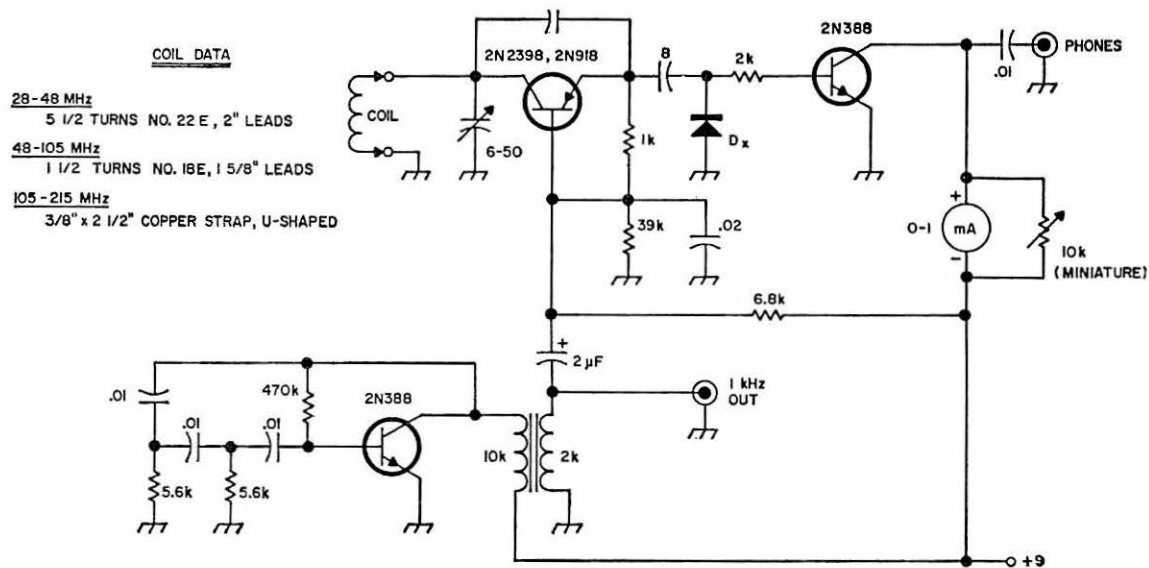 COIL DATA
28-48 MHz
5 1/2 TURNS NO. 22 E, 2" LEADS
48-105 MHz
1 1/2 TURNS NO. 18E, 1 5/8" LEADS
105-215 MHz
3/8" x 2 1/2" COPPER STRAP, U-SHAPED
COIL
6-50
2N2398, 2N918
8
1k
Dx
2k
2N388
.01
PHONES
39k
.02
+
0-1
mA
-
10k
(MINIATURE)
6.8k
+
2µF
1 kHz
OUT
.01
470k
2N388
.01
.01
5.6k
5.6k
10k
2k
+9